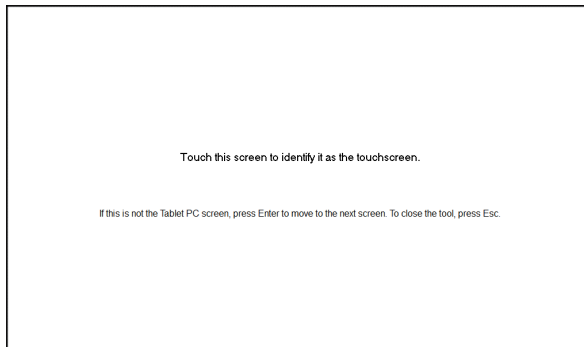 Touch this screen to identify it as the touchscreen.
If this is not the Tablet PC screen, press Enter to move to the next screen. To close the tool, press Esc.